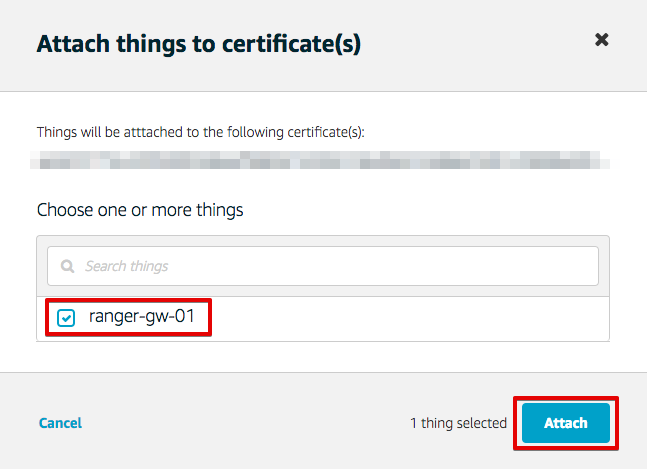 Attach things to certificate(s)
Things will be atttached to the following certificate(s):
Choose one or more things
Search things
ranger-gw-01
Cancel
1 thing selected
Attach